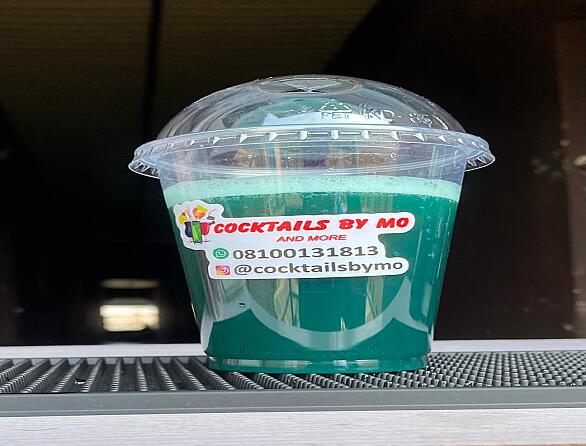 COCKTAILS BY MO
AND MORE
08100131813
@cocktailsbymo